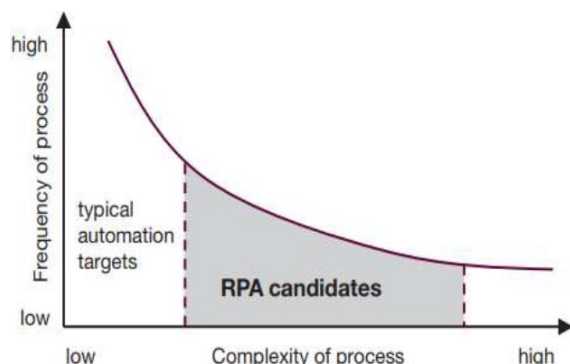 high
Frequency of process
typical
automation
targets
RPA candidates
low
low Complexity of process high